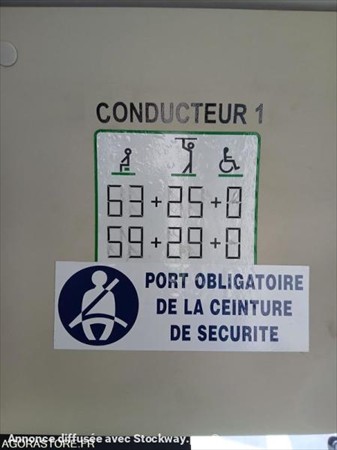 CONDUCTEUR 1
63+25+0
59+29+0
PORT OBLIGATOIRE
DE LA CEINTURE
DE SECURITE
Annonce diffusée avec Stockway.
AGORASTORE.FR